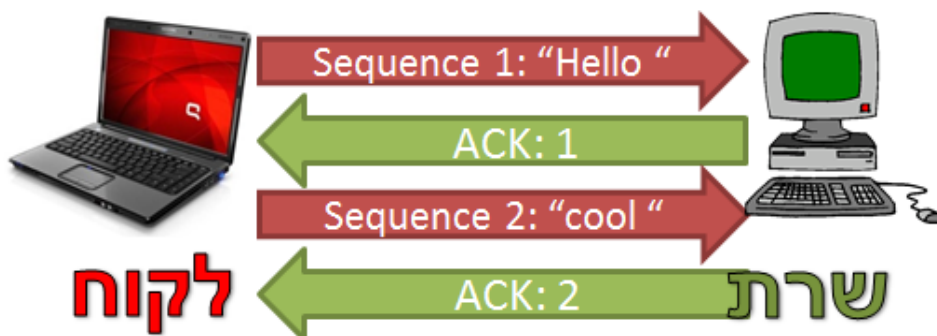 Sequence 1: “Hello “
ACK: 1
Sequence 2: “cool “
ACK: 2
לקוח
שרת